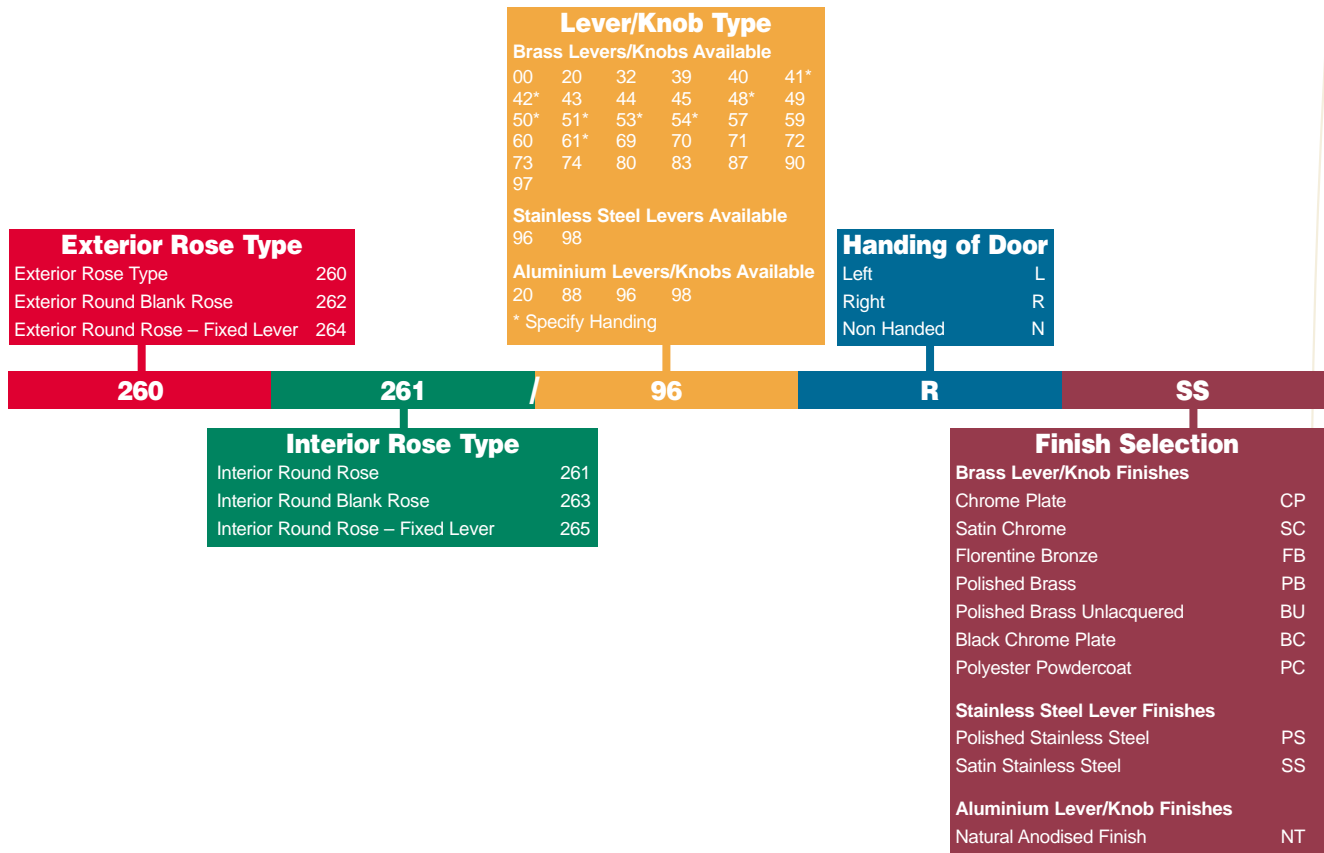 Lever/Knob Type
Brass Levers/Knobs Available
00 20 32 39 40 41*
42* 43 44 45 48* 49
50* 51* 53* 54* 57 59
60 61* 69 70 71 72
73 74 80 83 87 90
97
Stainless Steel Levers Available
96 98
Aluminium Levers/Knobs Available
20 88 96 98
* Specify Handing
Exterior Rose Type
Exterior Rose Type 260
Exterior Round Blank Rose 262
Exterior Round Rose – Fixed Lever 264
Handing of Door
Left L
Right R
Non Handed N
260 261 / 96 R SS
Interior Rose Type
Interior Round Rose 261
Interior Round Blank Rose 263
Interior Round Rose – Fixed Lever 265
Finish Selection
Brass Lever/Knob Finishes
Chrome Plate CP
Satin Chrome SC
Florentine Bronze FB
Polished Brass PB
Polished Brass Unlacquered BU
Black Chrome Plate BC
Polyester Powdercoat PC
Stainless Steel Lever Finishes
Polished Stainless Steel PS
Satin Stainless Steel SS
Aluminium Lever/Knob Finishes
Natural Anodised Finish NT